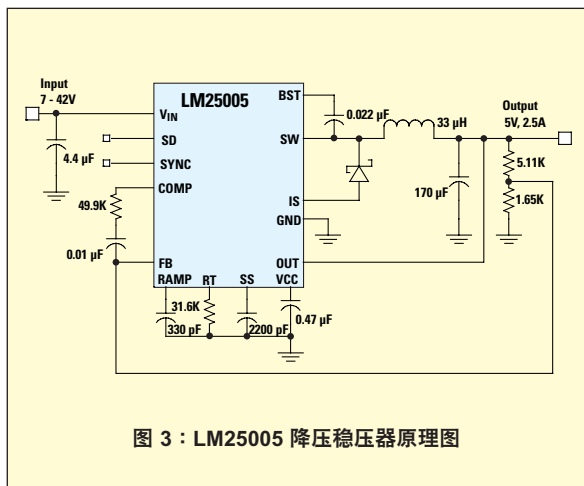 Input
7 - 42V
LM25005
BST
0.022 µF
Output
5V, 2.5A
VIN
SD
SW
33 µH
4.4 µF
SYNC
5.11K
COMP
IS
170 µF
1.65K
49.9K
GND
0.01 µF
FB
OUT
RAMP
RT
SS
VCC
31.6K
330 pF
2200 pF
0.47 µF
图 3：LM25005 降压稳压器原理图